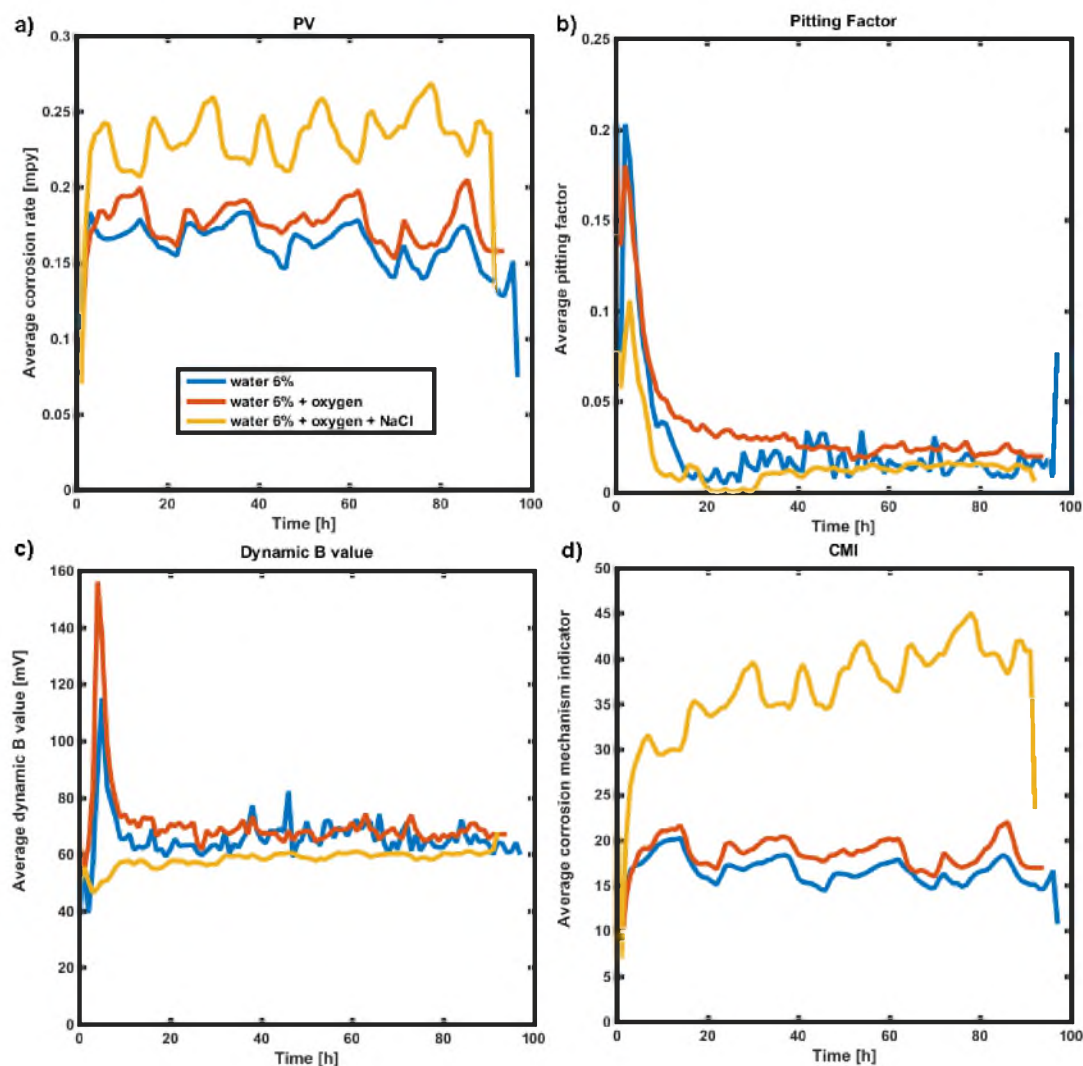 a)
PV
0.3
0.25
0.2
0.15
0.1
0.05
0
Average corrosion rate [mpy]
water 6%
water 6% + oxygen
water 6% + oxygen + NaCl
0 20 40 60 80 100
Time [h]
b)
Pitting Factor
0.25
0.2
0.15
0.1
0.05
0
Average pitting factor
0 20 40 60 80 100
Time [h]
c)
Dynamic B value
160
140
120
100
80
60
40
20
0
Average dynamic B value [mV]
0 20 40 60 80 100
Time [h]
d)
CMI
50
45
40
35
30
25
20
15
10
5
0
Average corrosion mechanism indicator
0 20 40 60 80 100
Time [h]